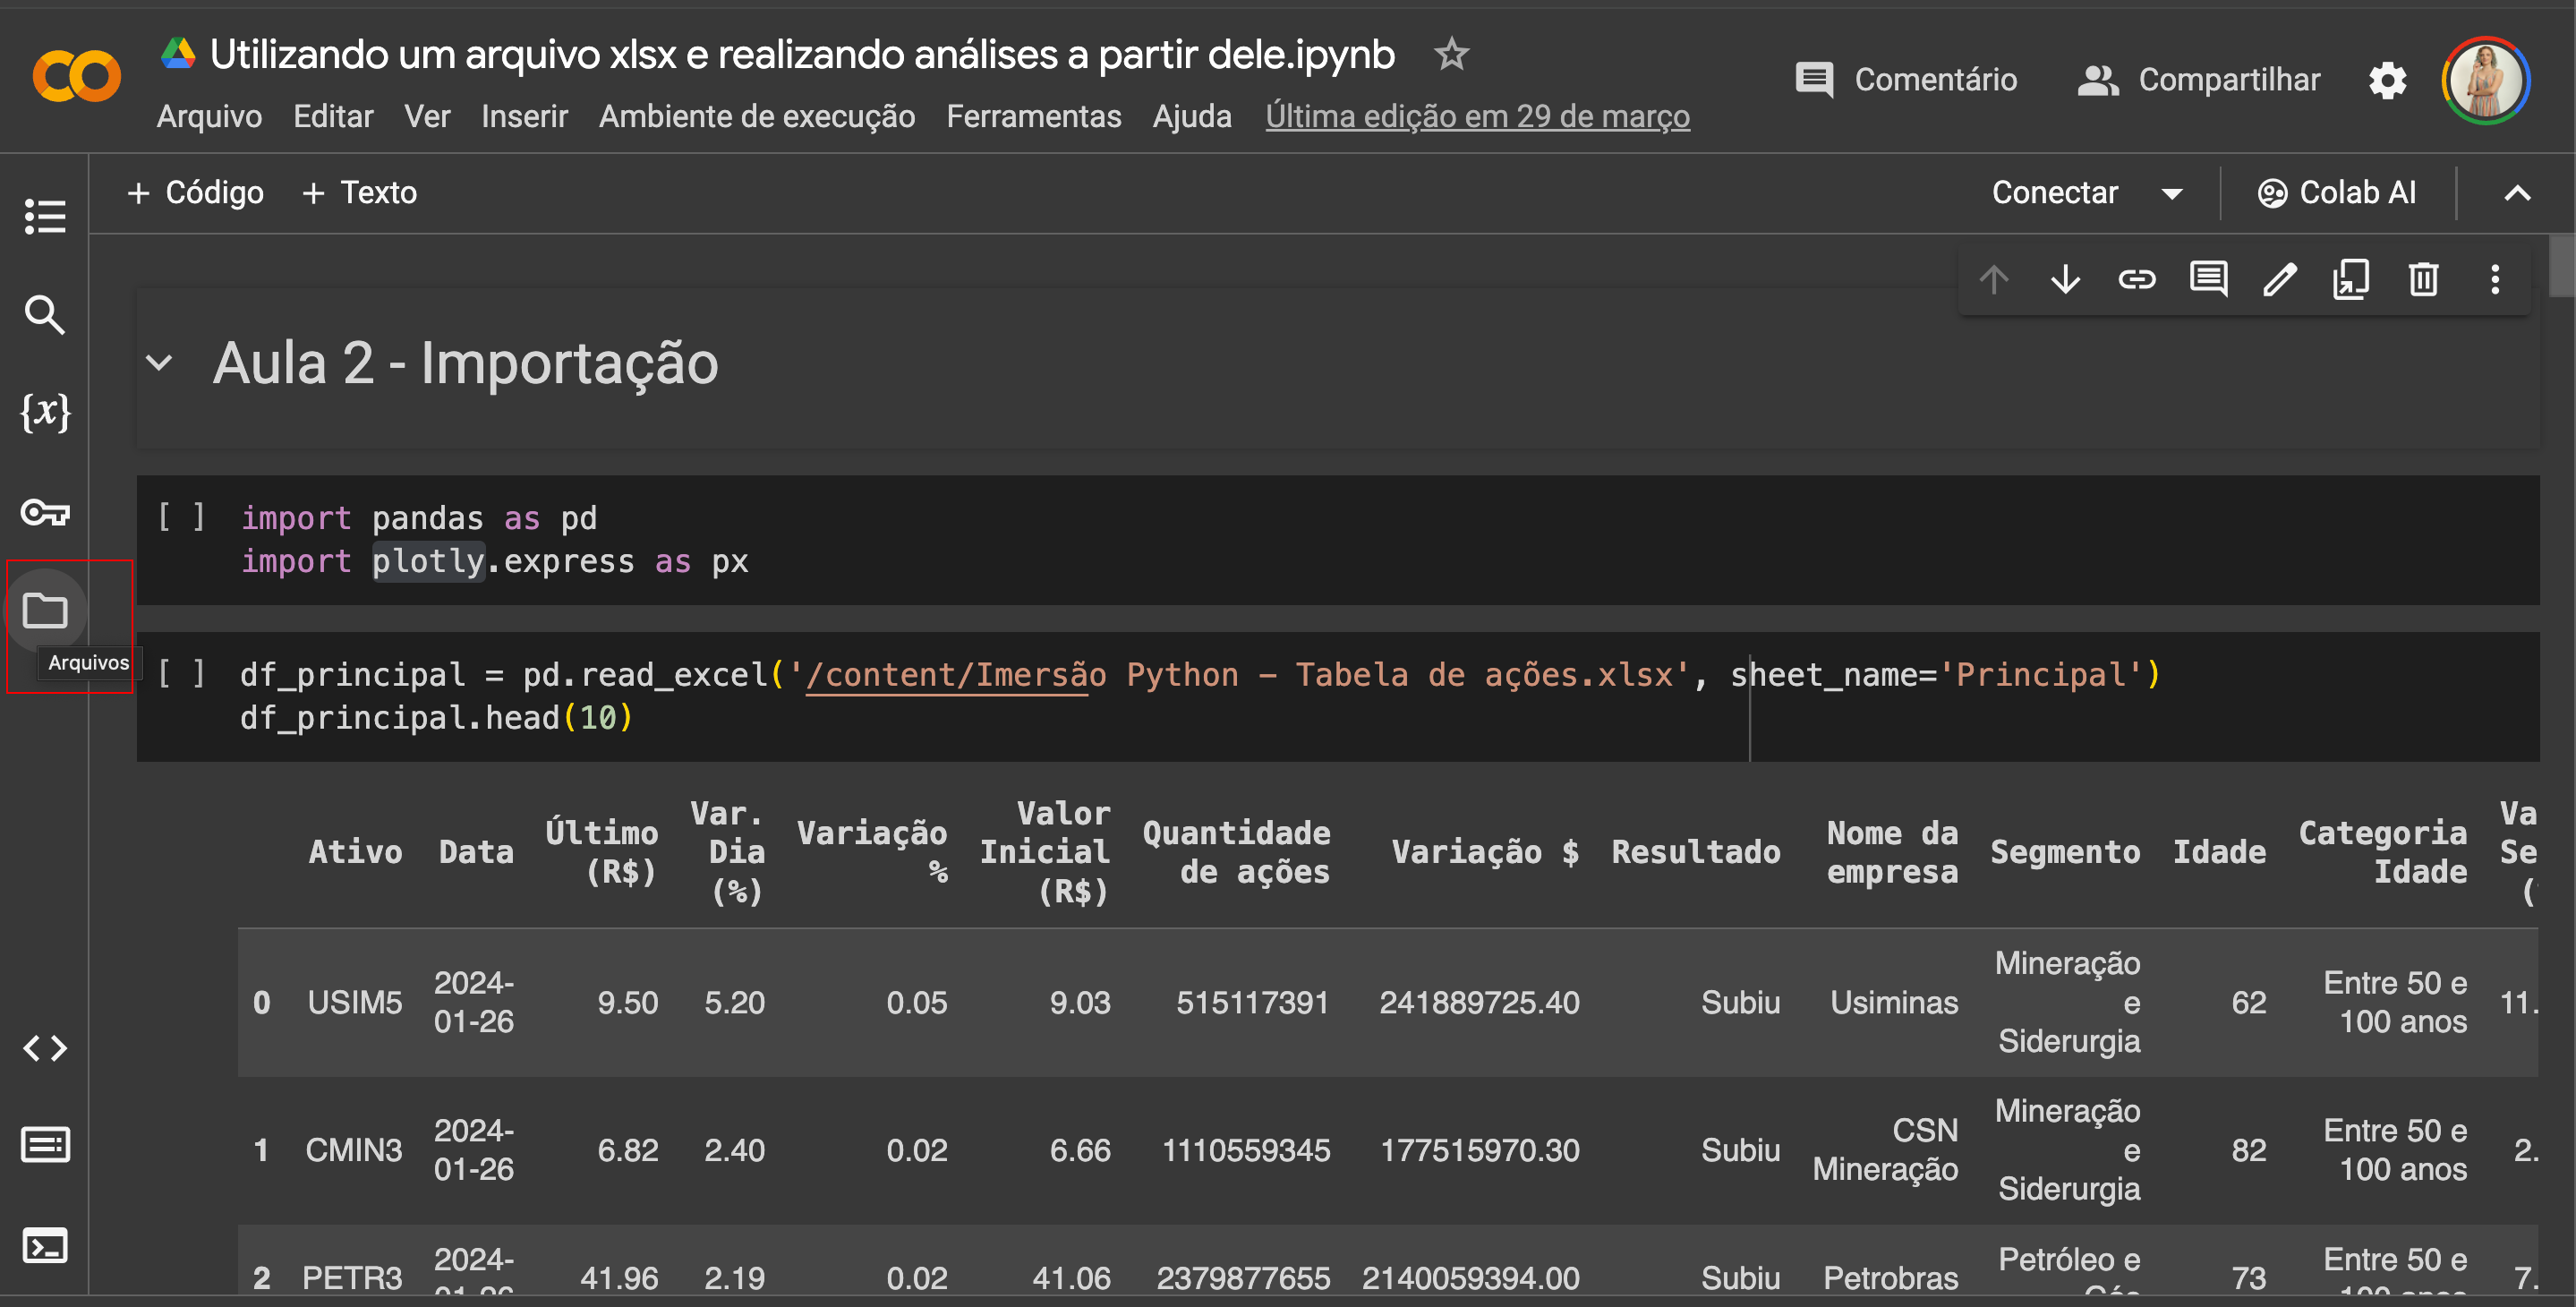 Utilizando um arquivo xlsx e realizando análises a partir dele.ipynb
Comentário
Compartilhar
Arquivo Editar Ver Inserir Ambiente de execução Ferramentas Ajuda Última edição em 29 de março
+ Código + Texto
Conectar
Colab AI
Aula 2 - Importação
{x}
[ ] import pandas as pd
import plotly.express as px
Arquivos
[ ] df_principal = pd.read_excel('/content/Imersão Python - Tabela de ações.xlsx', sheet_name='Principal')
df_principal.head(10)
Ativo Data Último (R$) Var. Dia (%) Variação % Valor Inicial (R$) Quantidade de ações Variação $ Resultado Nome da empresa Segmento Idade Categoria Idade
0 USIM5 2024-01-26 9.50 5.20 0.05 9.03 515117391 241889725.40 Subiu Usiminas Mineração e Siderurgia 62 Entre 50 e 100 anos 11.
1 CMIN3 2024-01-26 6.82 2.40 0.02 6.66 1110559345 177515970.30 Subiu CSN Mineração Mineração e Siderurgia 82 Entre 50 e 100 anos 2.
2 PETR3 2024- 41.96 2.19 0.02 41.06 2379877655 2140059394.00 Subiu Petrobras Petróleo e 73 Entre 50 e 7.